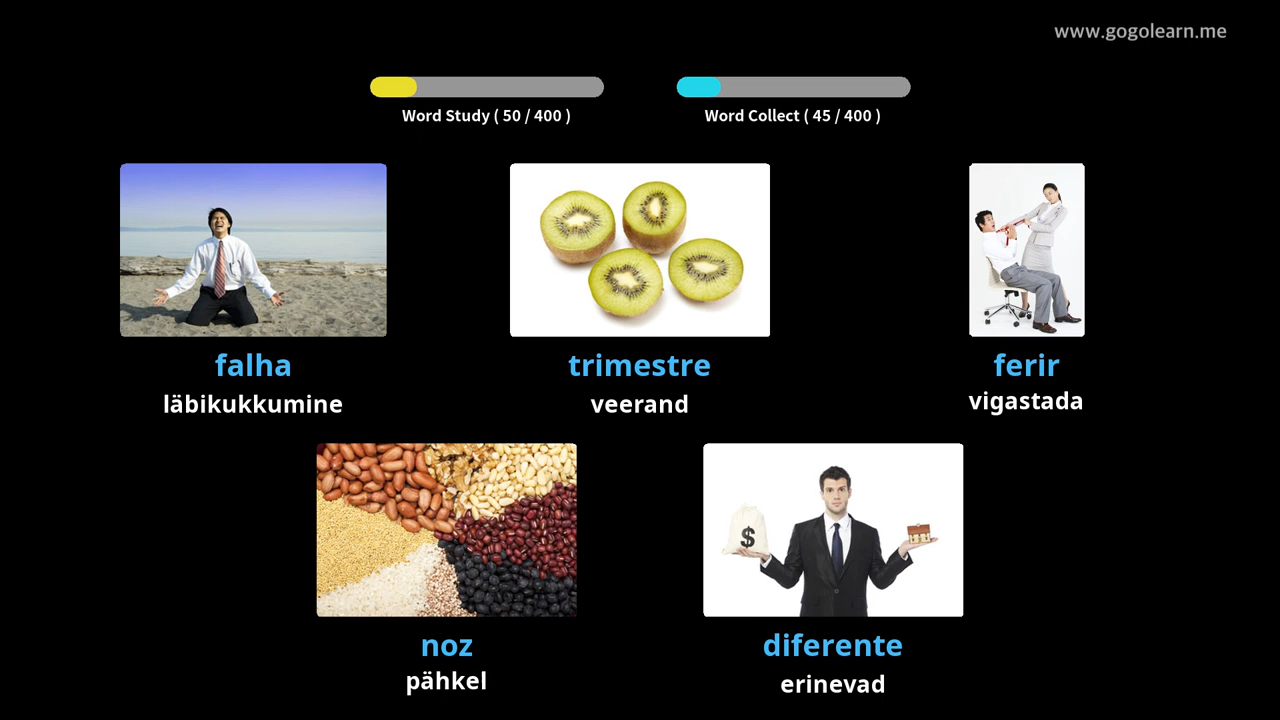 www.gogolearn.me
Word Study ( 50 / 400 )
Word Collect ( 45 / 400 )
falha
läbikukkumine
trimestre
veerand
ferir
vigastada
noz
pähkel
diferente
erinevad
$